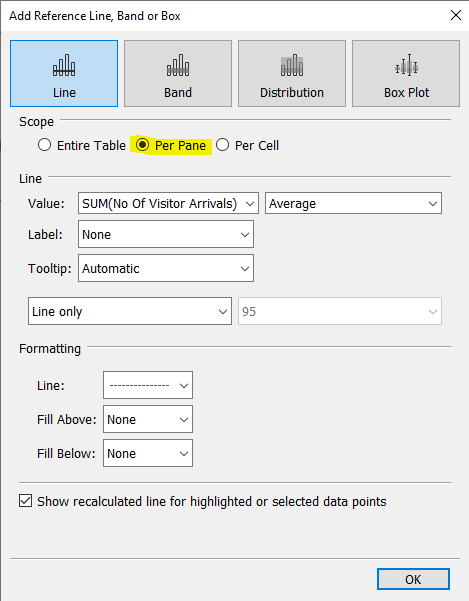 Add Reference Line, Band or Box
Line Band Distribution Box Plot
Scope
Entire Table Per Pane Per Cell
Line
Value: SUM(No Of Visitor Arrivals) Average
Label: None
Tooltip: Automatic
Line only 95
Formatting
Line:
Fill Above: None
Fill Below: None
Show recalculated line for highlighted or selected data points
OK